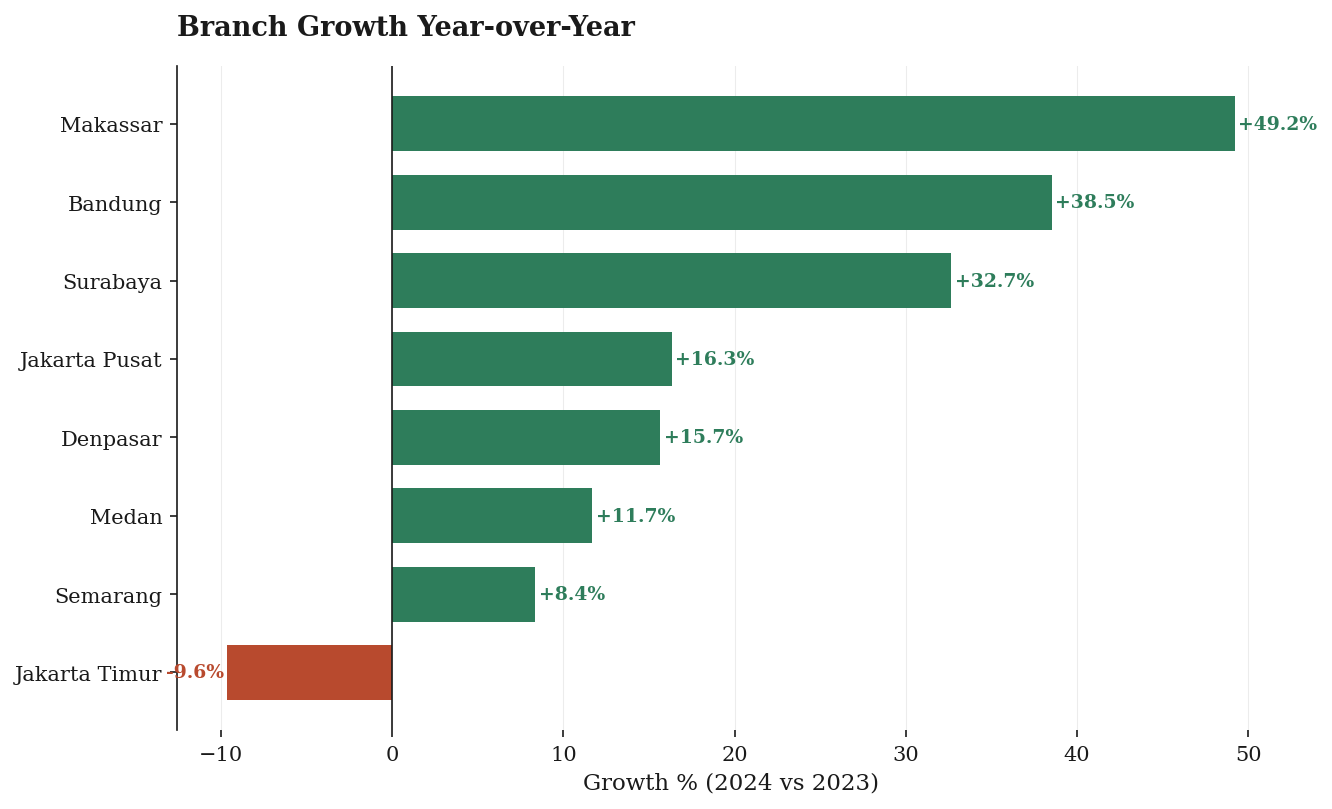 Branch Growth Year-over-Year
Makassar +49.2%
Bandung +38.5%
Surabaya +32.7%
Jakarta Pusat +16.3%
Denpasar +15.7%
Medan +11.7%
Semarang +8.4%
Jakarta Timur -9.6%
−10 0 10 20 30 40 50
Growth % (2024 vs 2023)